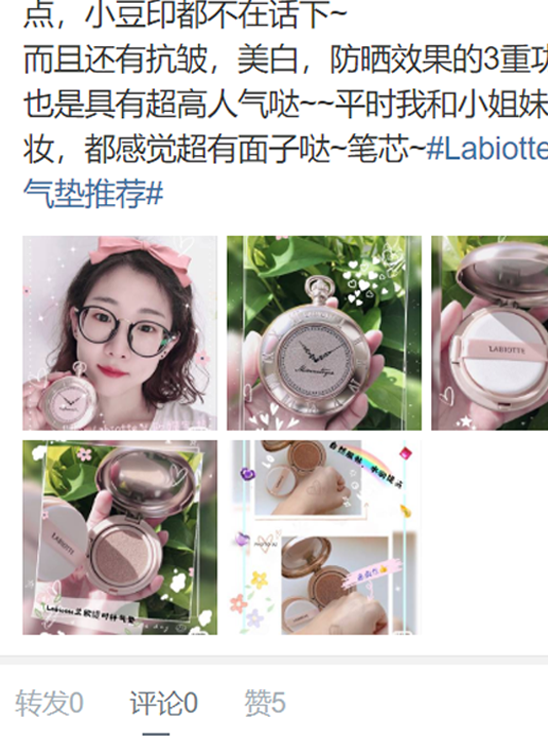 点，小豆印都不在话下~
而且还有抗皱，美白，防晒效果的3重功
也是具有超高人气哒~~平时我和小姐妹
妆，都感觉超有面子哒~笔芯~#Labiotte
气垫推荐#
LABIOTTE
LABIOTTE
转发0 评论0 赞5